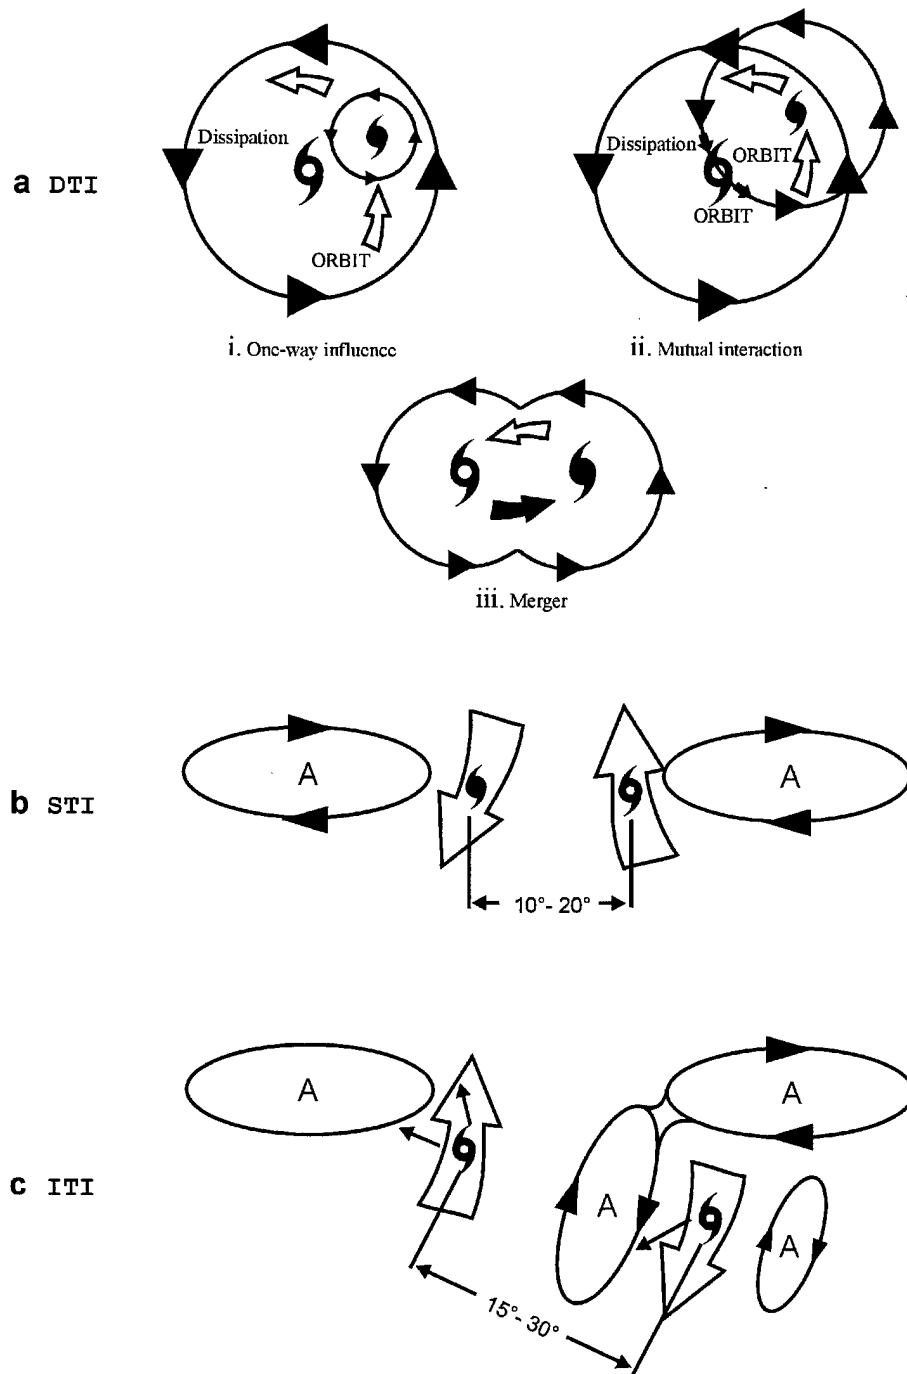 a DTI
Dissipation
ORBIT
i. One-way influence
Dissipation
ORBIT
ORBIT
ii. Mutual interaction
iii. Merger
b STI
A
A
10°- 20°
c ITI
A
A
A
A
15°- 30°